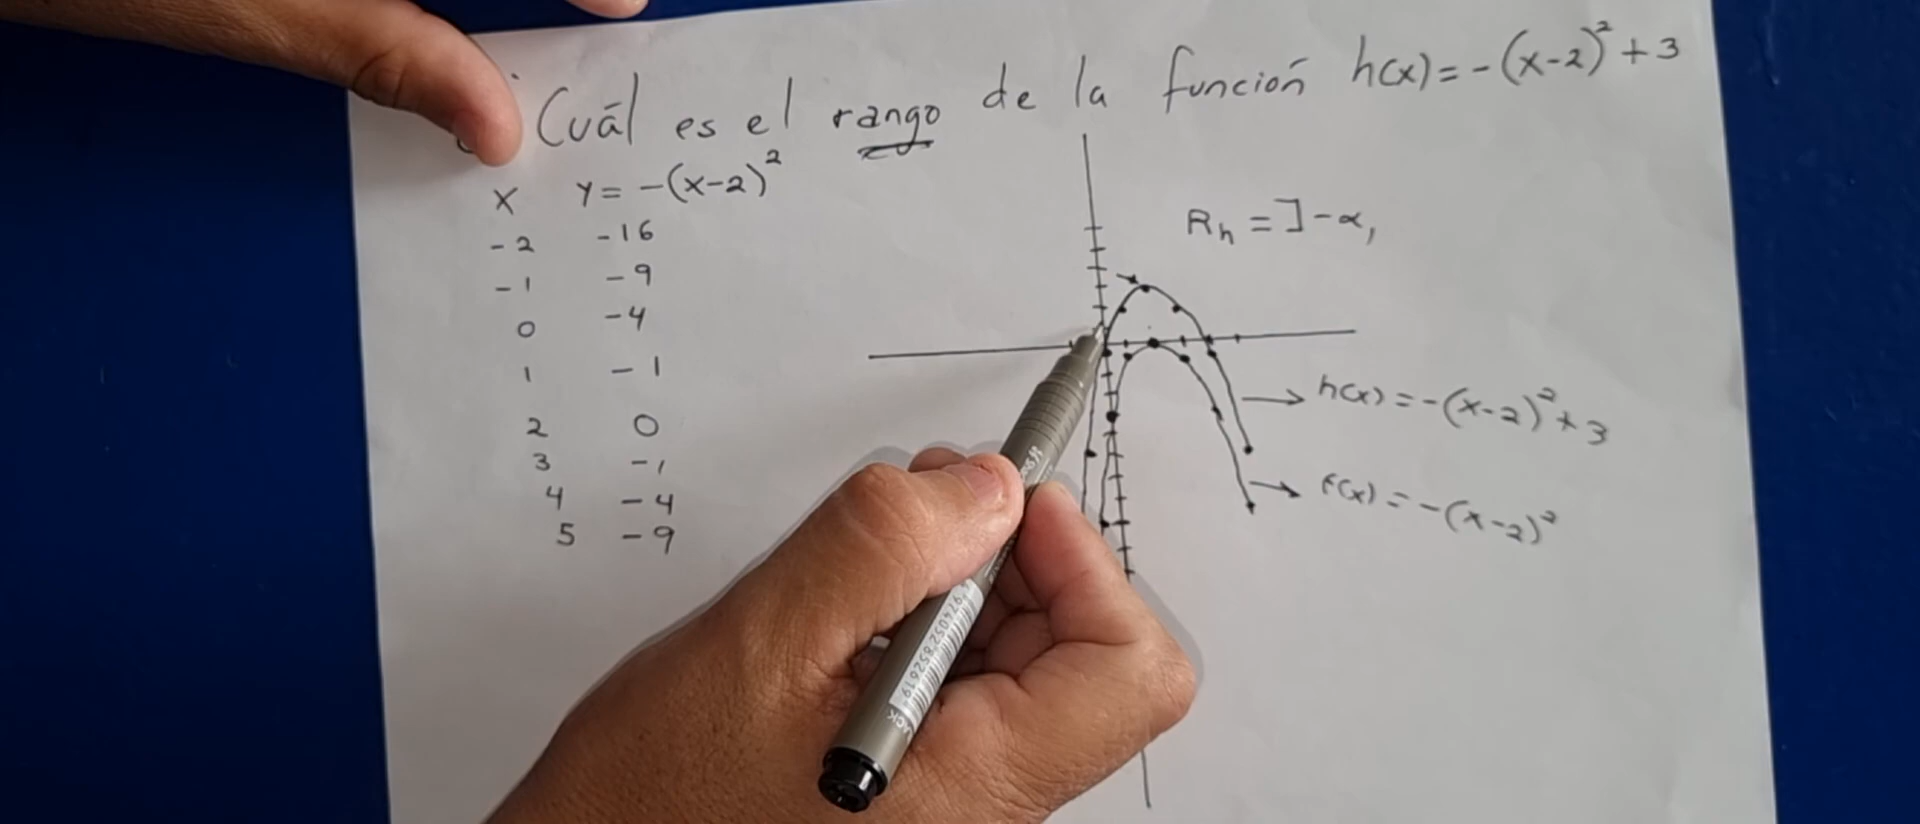 ¿Cuāl es el rango de la función h(x)=-(x-2)²+3
x y=-(x-2)²
-2 -16
-1 -9
0 -4
1 -1
2 0
3 -1
4 -4
5 -9
Rh = ]-∝,
h(x)=-(x-2)²+3
f(x)=-(x-2)²